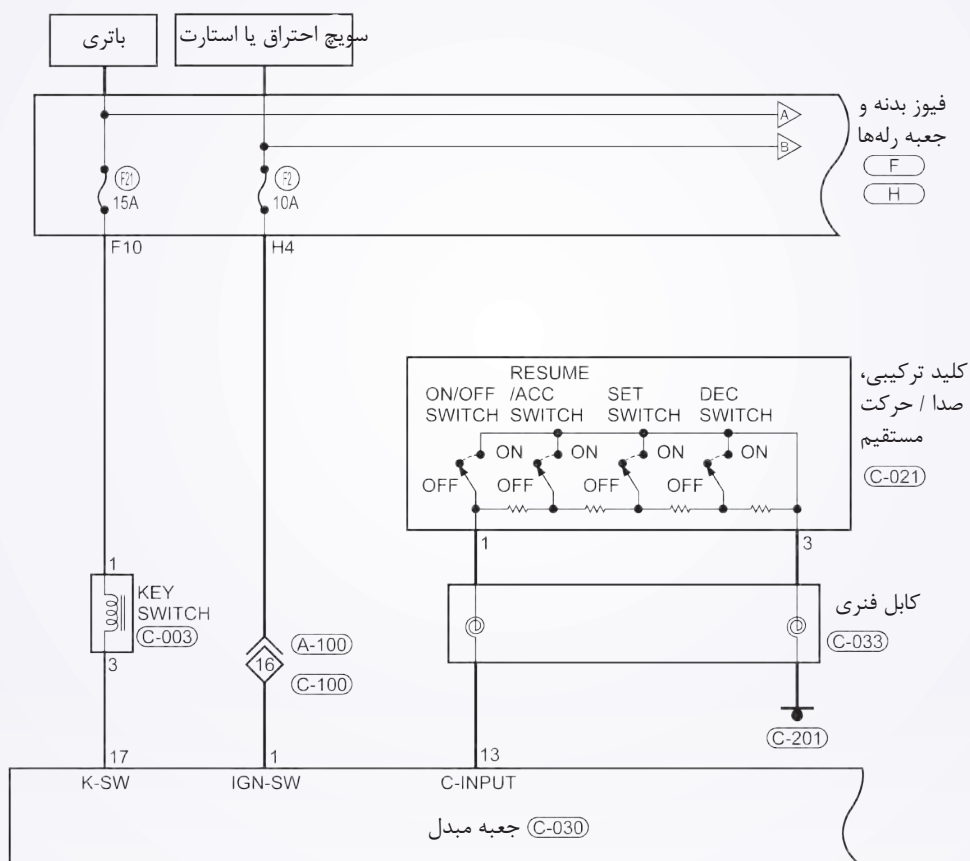 باتری
سویچ احتراق یا استارت
فیوز بدنه و
جعبه رله‌ها
F
H
A
B
F21
15A
F2
10A
F10
H4
کلید ترکیبی،
صدا / حرکت
مستقیم
C-021
ON/OFF SWITCH
RESUME /ACC SWITCH
SET SWITCH
DEC SWITCH
ON
ON
ON
ON
OFF
OFF
OFF
OFF
1
3
1
KEY
SWITCH
C-003
3
A-100
16
C-100
کابل فنری
C-033
C-201
17
1
13
K-SW
IGN-SW
C-INPUT
جعبه مبدل C-030